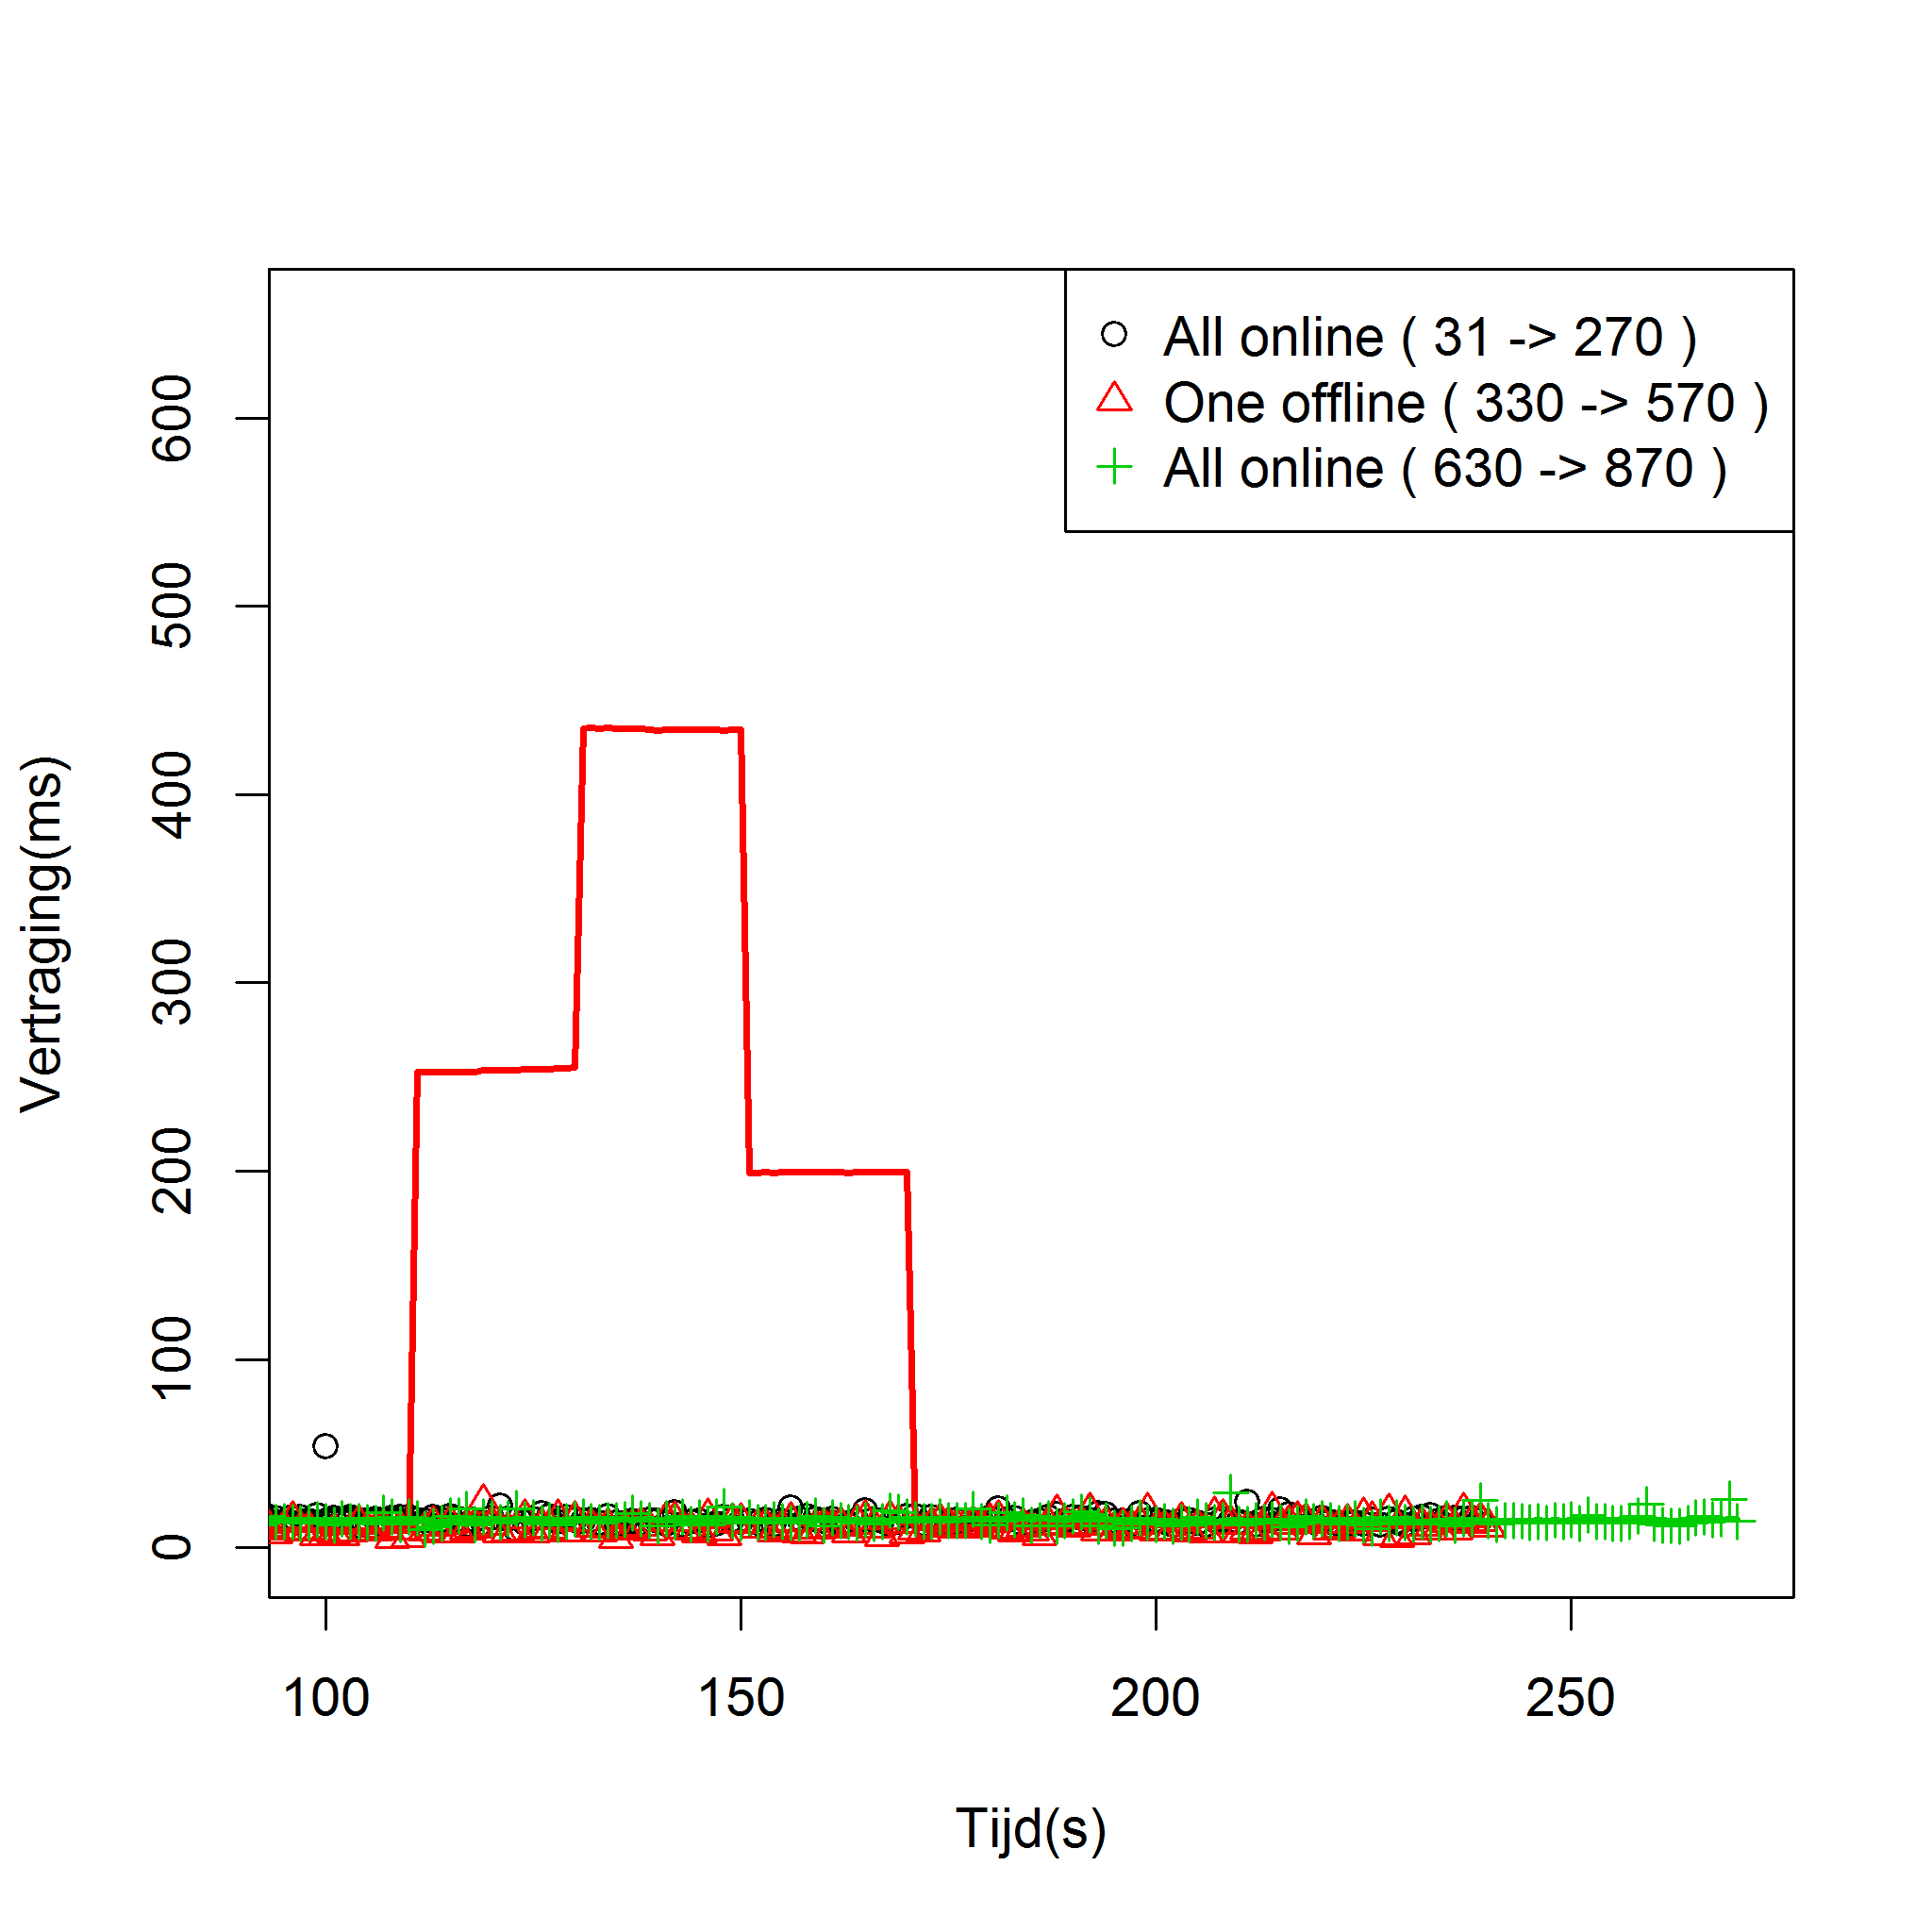 All online ( 31 -> 270 )
One offline ( 330 -> 570 )
All online ( 630 -> 870 )
600
500
400
300
200
100
0
Vertraging(ms)
100 150 200 250
Tijd(s)